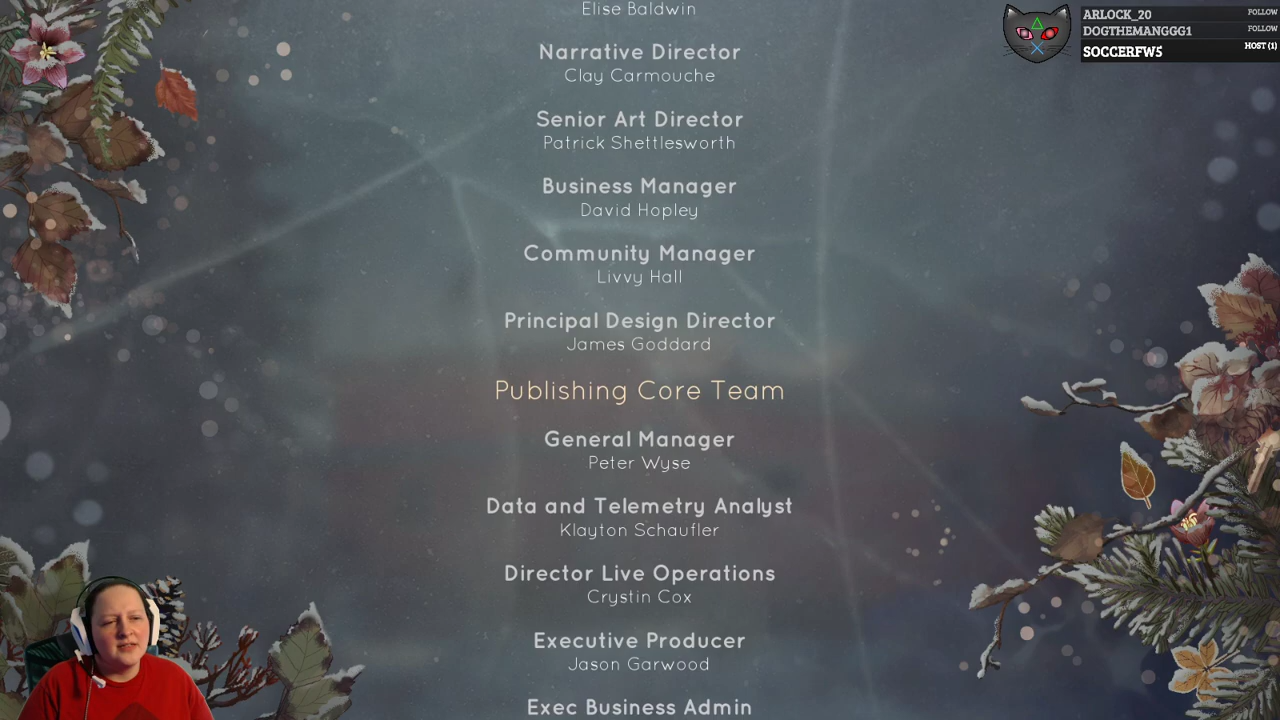 Elise Baldwin
Narrative Director
Clay Carmouche
Senior Art Director
Patrick Shettlesworth
Business Manager
David Hopley
Community Manager
Livvy Hall
Principal Design Director
James Goddard
Publishing Core Team
General Manager
Peter Wyse
Data and Telemetry Analyst
Klayton Schaufler
Director Live Operations
Crystin Cox
Executive Producer
Jason Garwood
Exec Business Admin
ARLOCK_20 FOLLOW
DOGTHEMANGGG1 FOLLOW
SOCCERFW5 HOST (1)